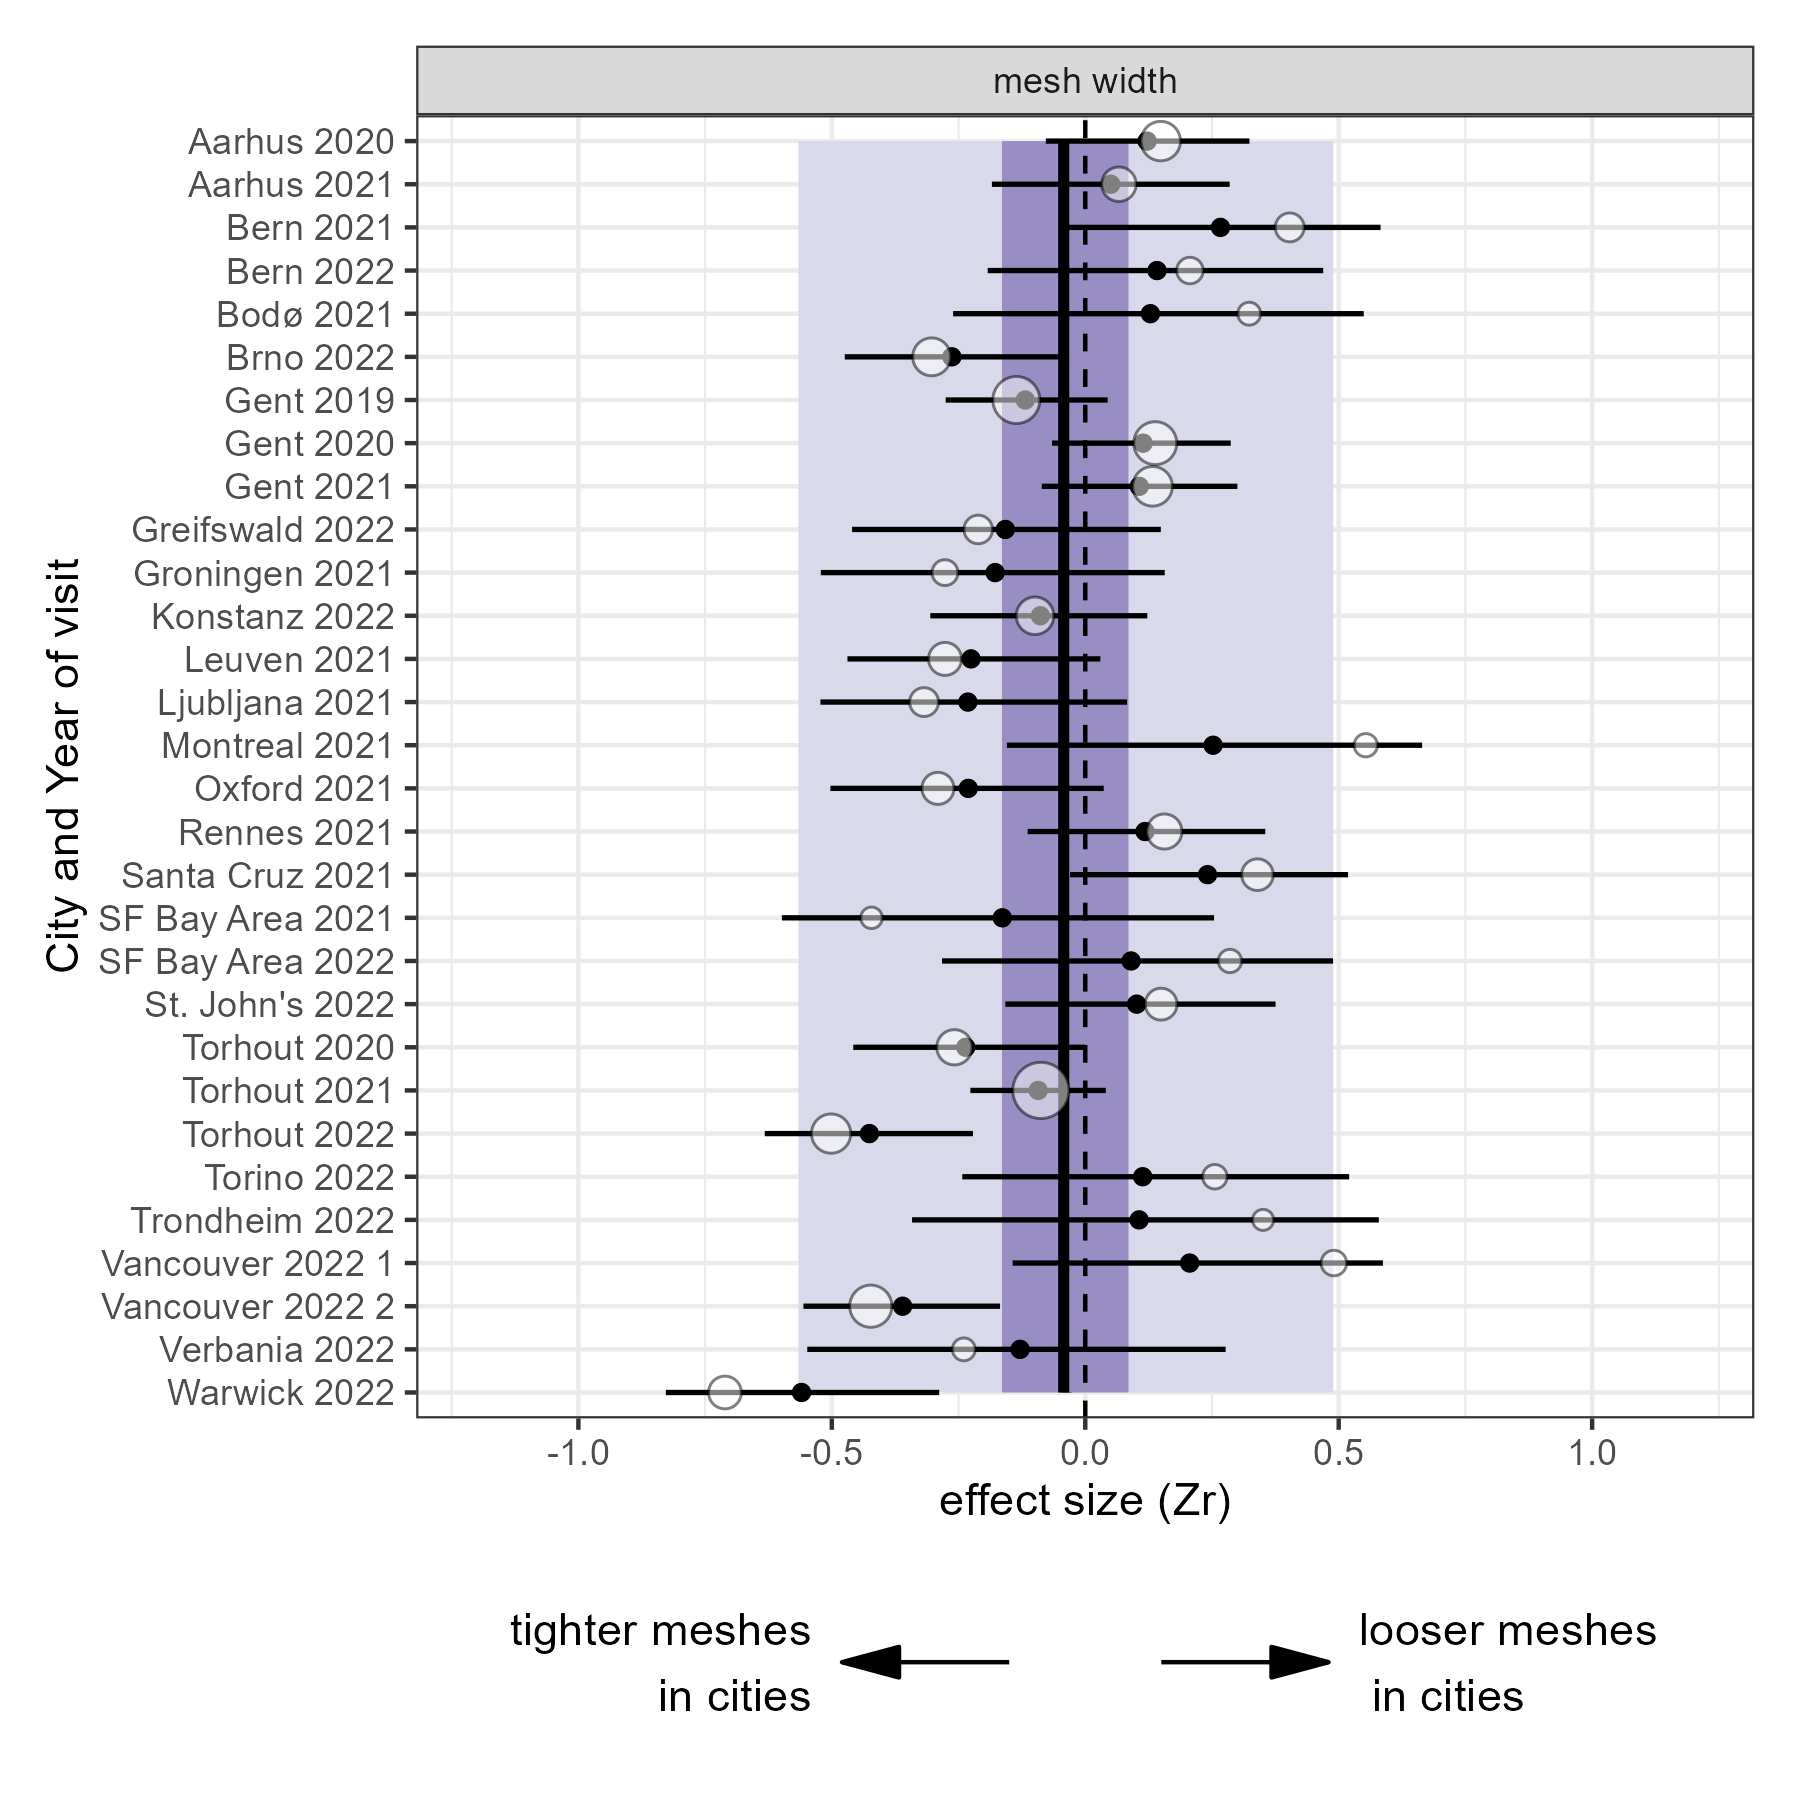 mesh width
Aarhus 2020
Aarhus 2021
Bern 2021
Bern 2022
Bodø 2021
Brno 2022
Gent 2019
Gent 2020
Gent 2021
Greifswald 2022
Groningen 2021
Konstanz 2022
Leuven 2021
Ljubljana 2021
Montreal 2021
Oxford 2021
Rennes 2021
Santa Cruz 2021
SF Bay Area 2021
SF Bay Area 2022
St. John's 2022
Torhout 2020
Torhout 2021
Torhout 2022
Torino 2022
Trondheim 2022
Vancouver 2022 1
Vancouver 2022 2
Verbania 2022
Warwick 2022
City and Year of visit
-1.0 -0.5 0.0 0.5 1.0
effect size (Zr)
tighter meshes
in cities
looser meshes
in cities